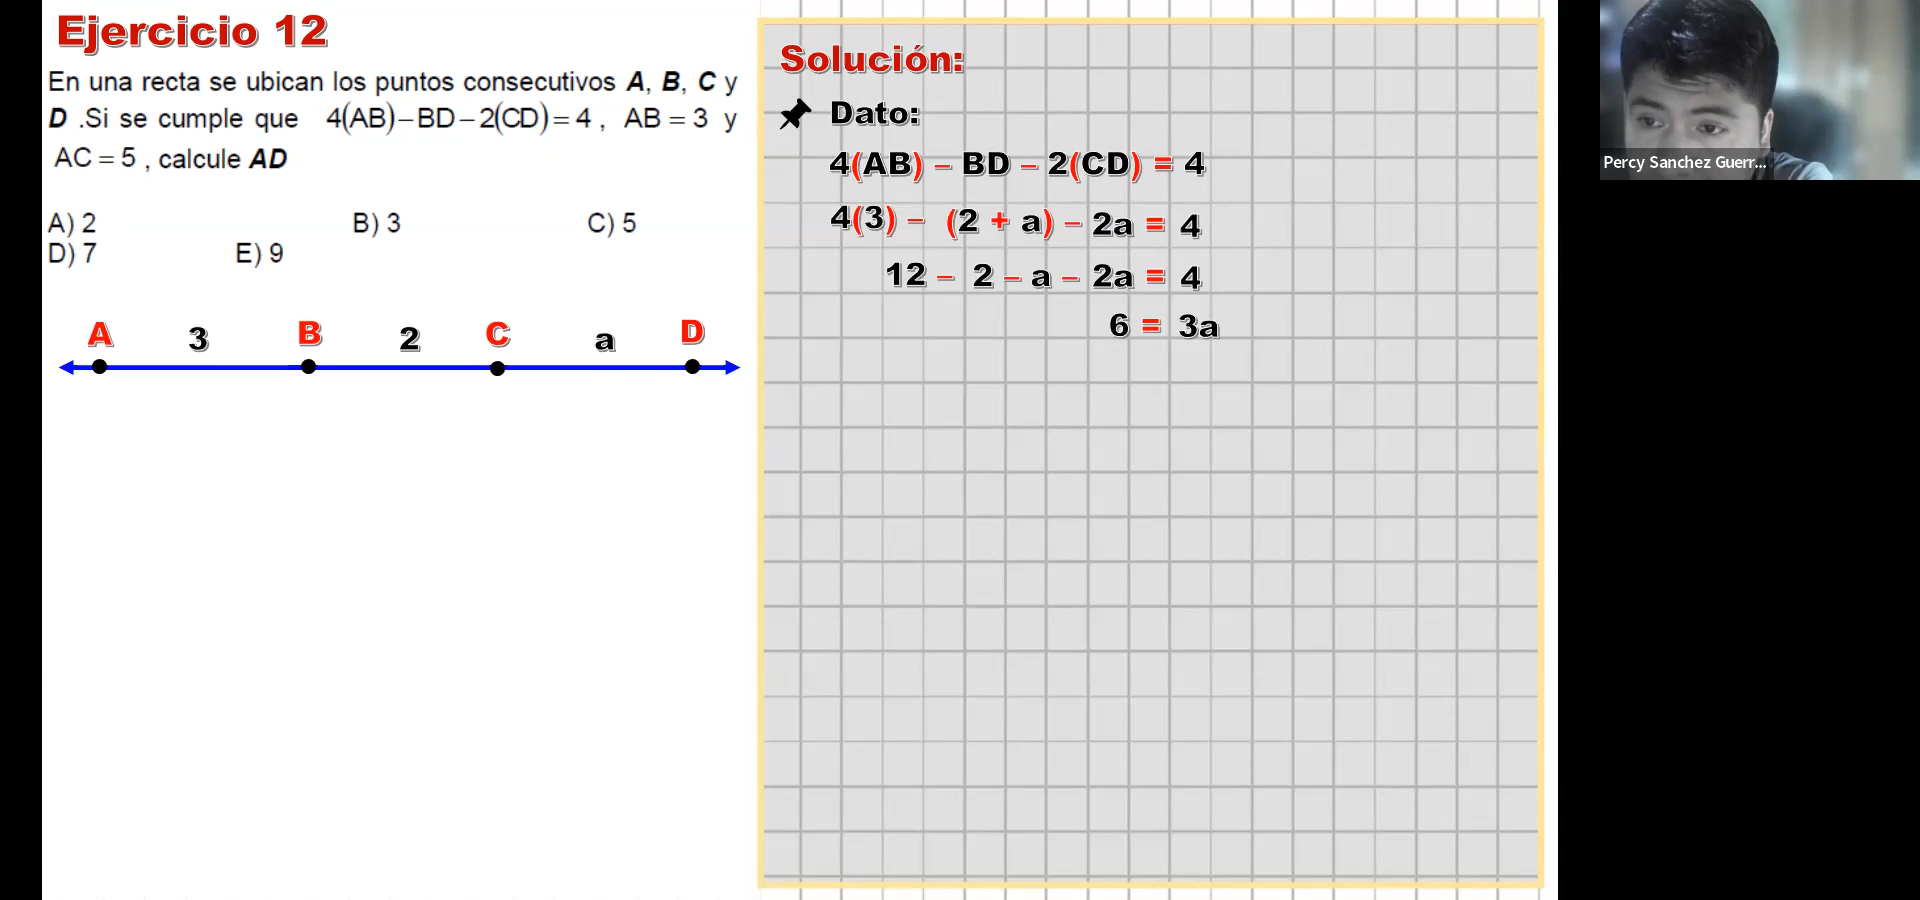 Ejercicio 12
En una recta se ubican los puntos consecutivos A, B, C y
D .Si se cumple que 4(AB)−BD−2(CD)=4 , AB = 3 y
AC = 5 , calcule AD
A) 2 B) 3 C) 5
D) 7 E) 9
A 3 B 2 C a D
Solución:
Dato:
4(AB) − BD − 2(CD) = 4
4(3) − (2 + a) − 2a = 4
12 − 2 − a − 2a = 4
6 = 3a
Percy Sanchez Guerr...